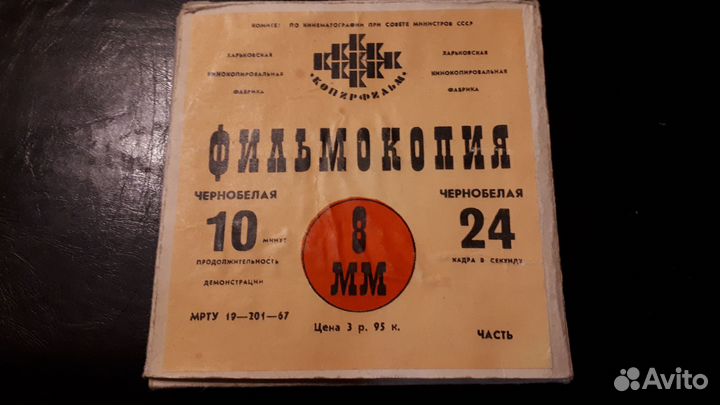 КОМИТЕТ ПО КИНЕМАТОГРАФИИ ПРИ СОВЕТЕ МИНИСТРОВ СССР
ХАРЬКОВСКАЯ
КИНОКОПИРОВАЛЬНАЯ
ФАБРИКА
КОПИРФИЛЬМ
ХАРЬКОВСКАЯ
КИНОКОПИРОВАЛЬНАЯ
ФАБРИКА
ФИЛЬМОКОПИЯ
ЧЕРНОБЕЛАЯ
10 МИНУТ
ПРОДОЛЖИТЕЛЬНОСТЬ
ДЕМОНСТРАЦИИ
8
ММ
ЧЕРНОБЕЛАЯ
24
КАДРА В СЕКУНДУ
МРТУ 19—201—67
Цена 3 р. 95 к.
ЧАСТЬ
Avito